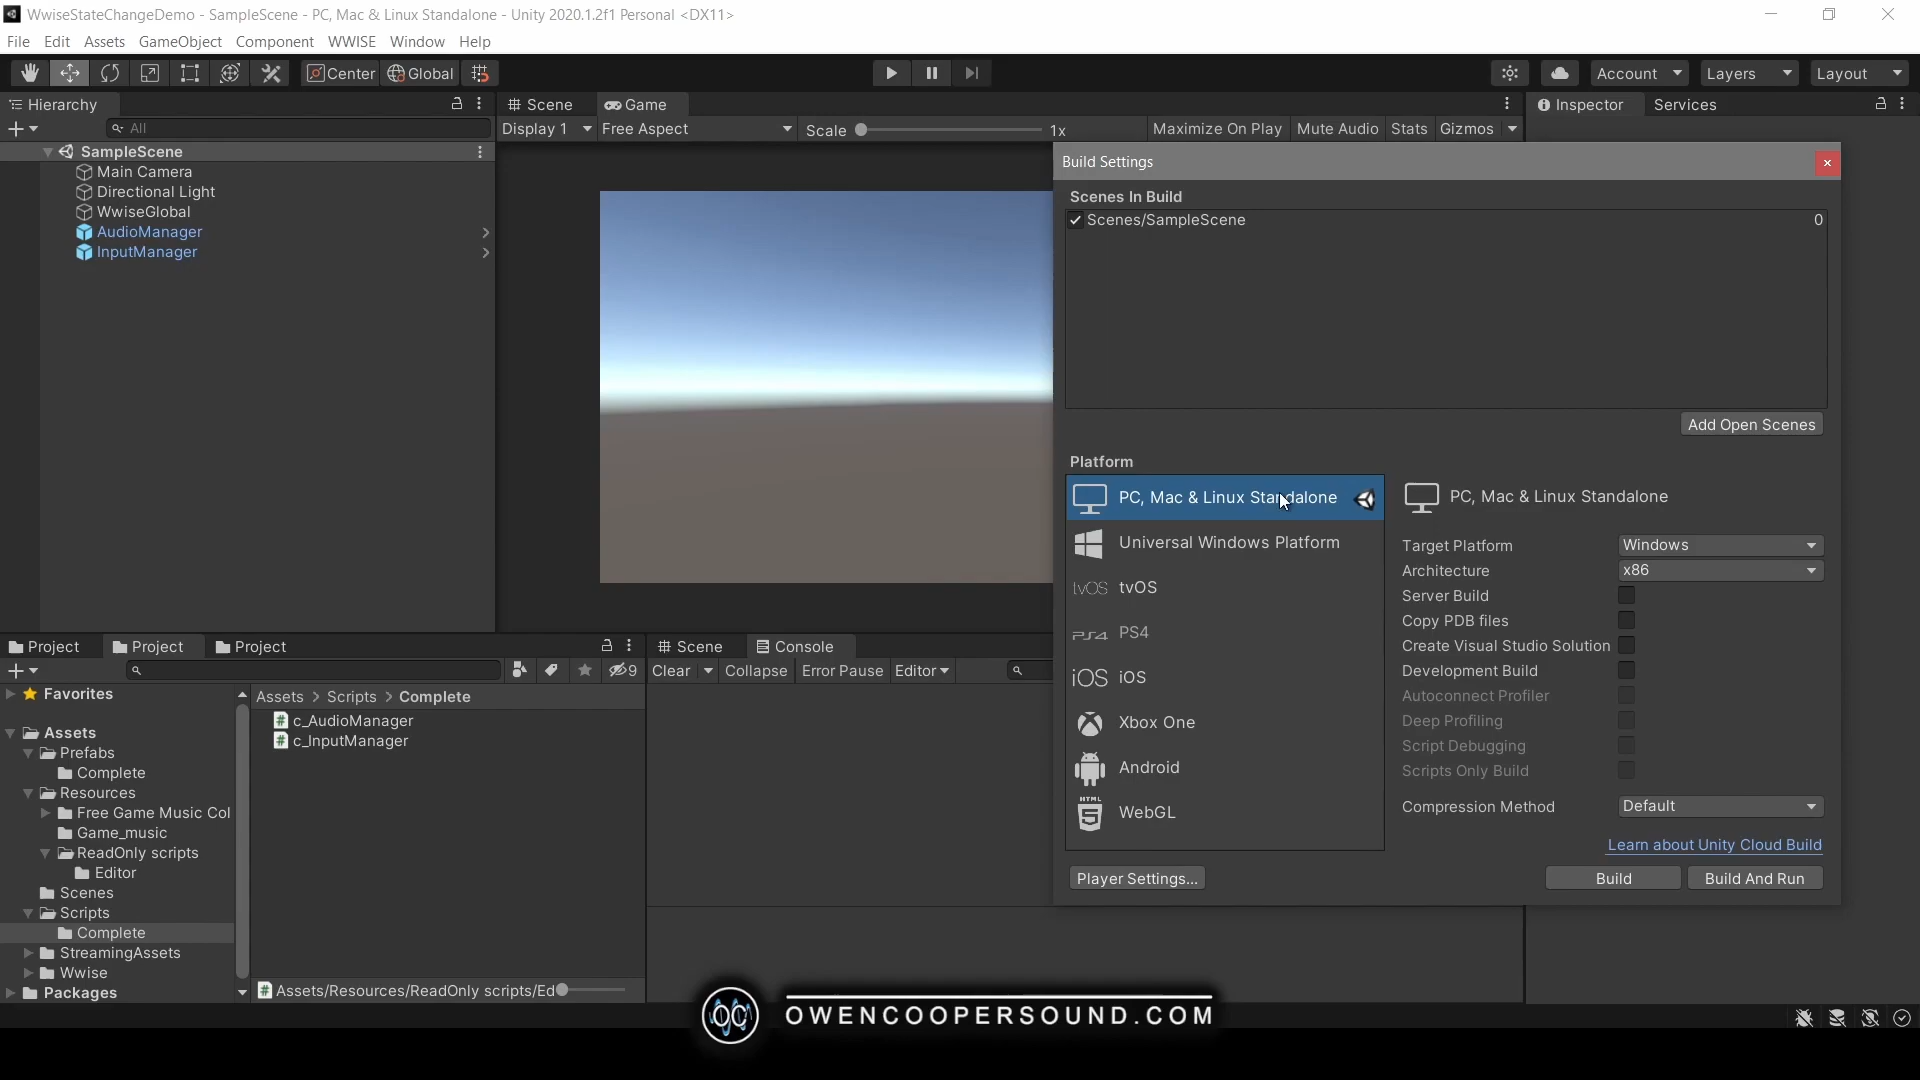 WwiseStateChangeDemo - SampleScene - PC, Mac & Linux Standalone - Unity 2020.1.2f1 Personal <DX11>
File Edit Assets GameObject Component WWISE Window Help
Center Global Account Layers Layout
Hierarchy
All
SampleScene
Main Camera
Directional Light
WwiseGlobal
AudioManager
InputManager
Scene Game
Display 1 Free Aspect Scale 1x Maximize On Play Mute Audio Stats Gizmos
Inspector Services
Build Settings
Scenes In Build
Scenes/SampleScene 0
Add Open Scenes
Platform
PC, Mac & Linux Standalone
Universal Windows Platform
tvOS tvOS
PS4 PS4
iOS iOS
Xbox One
Android
HTML
WebGL
PC, Mac & Linux Standalone
Target Platform Windows
Architecture x86
Server Build
Copy PDB files
Create Visual Studio Solution
Development Build
Autoconnect Profiler
Deep Profiling
Script Debugging
Scripts Only Build
Compression Method Default
Learn about Unity Cloud Build
Player Settings... Build Build And Run
Project Project Project
9
Favorites
Assets
Prefabs
Complete
Resources
Free Game Music Col
Game_music
ReadOnly scripts
Editor
Scenes
Scripts
Complete
StreamingAssets
Wwise
Packages
Assets > Scripts > Complete
c_AudioManager
c_InputManager
Assets/Resources/ReadOnly scripts/Ed
Scene Console
Clear Collapse Error Pause Editor
OC OWENCOOPERSOUND.COM